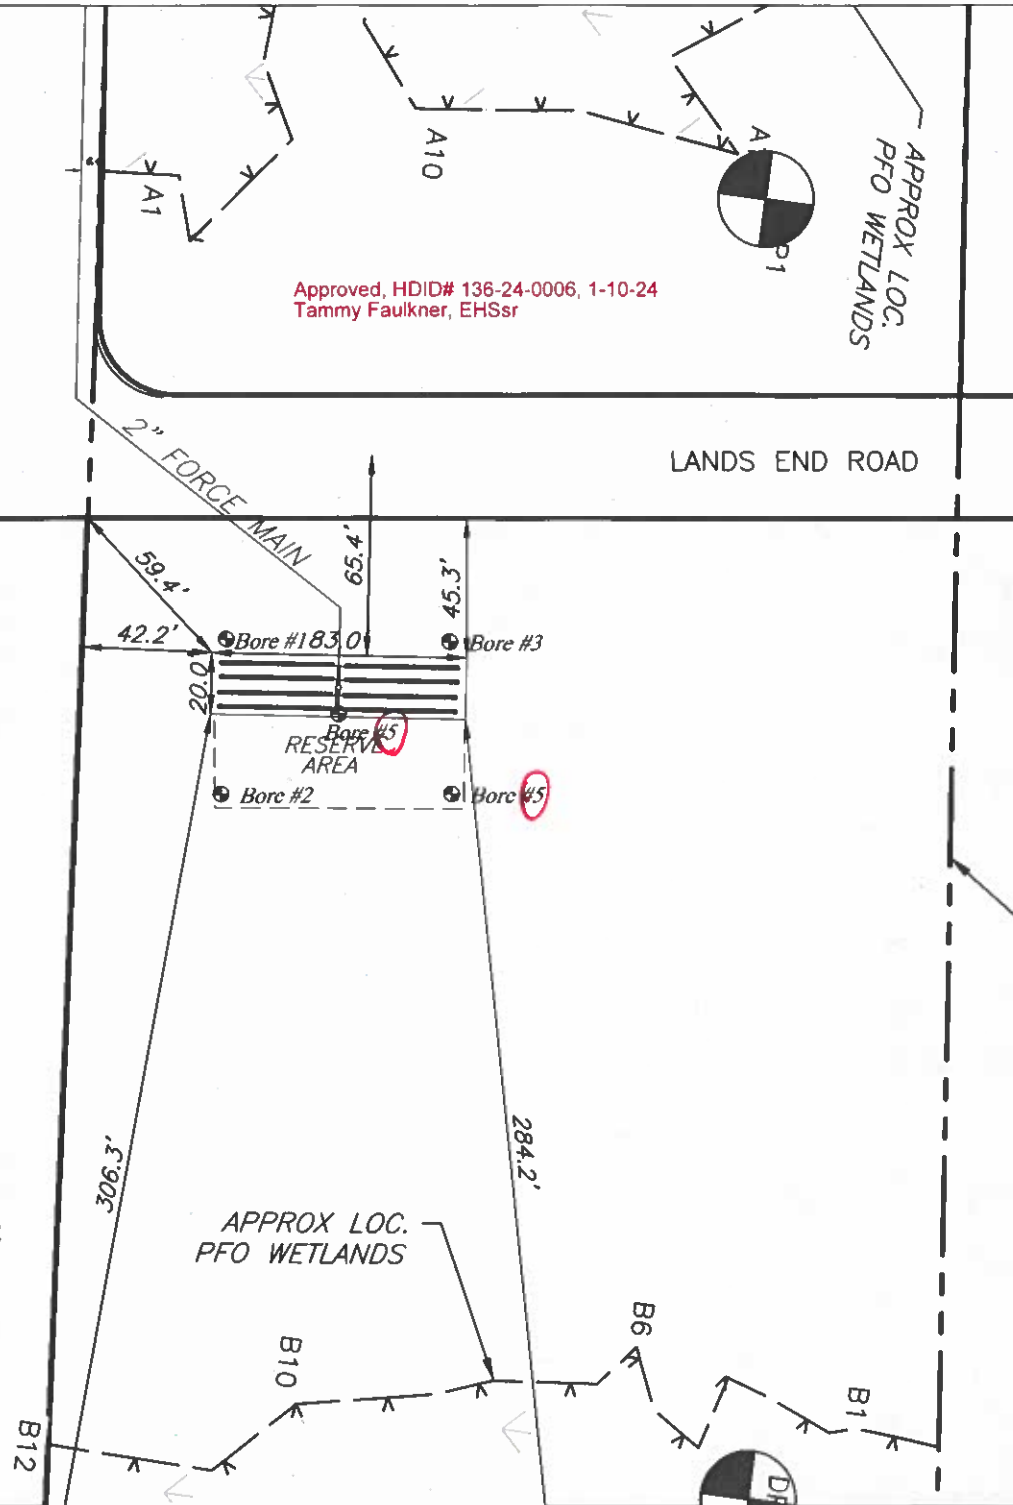 A1
A10
A
P1
APPROX LOC.
PFO WETLANDS
Approved, HDID# 136-24-0006, 1-10-24
Tammy Faulkner, EHSsr
2" FORCE MAIN
LANDS END ROAD
59.4'
65.4'
45.3'
42.2'
Bore #1
83.0
Bore #3
20.0
Bore #5
RESERVE
AREA
Bore #2
Bore #5
306.3'
284.2'
APPROX LOC.
PFO WETLANDS
B6
B10
B1
B12
DP